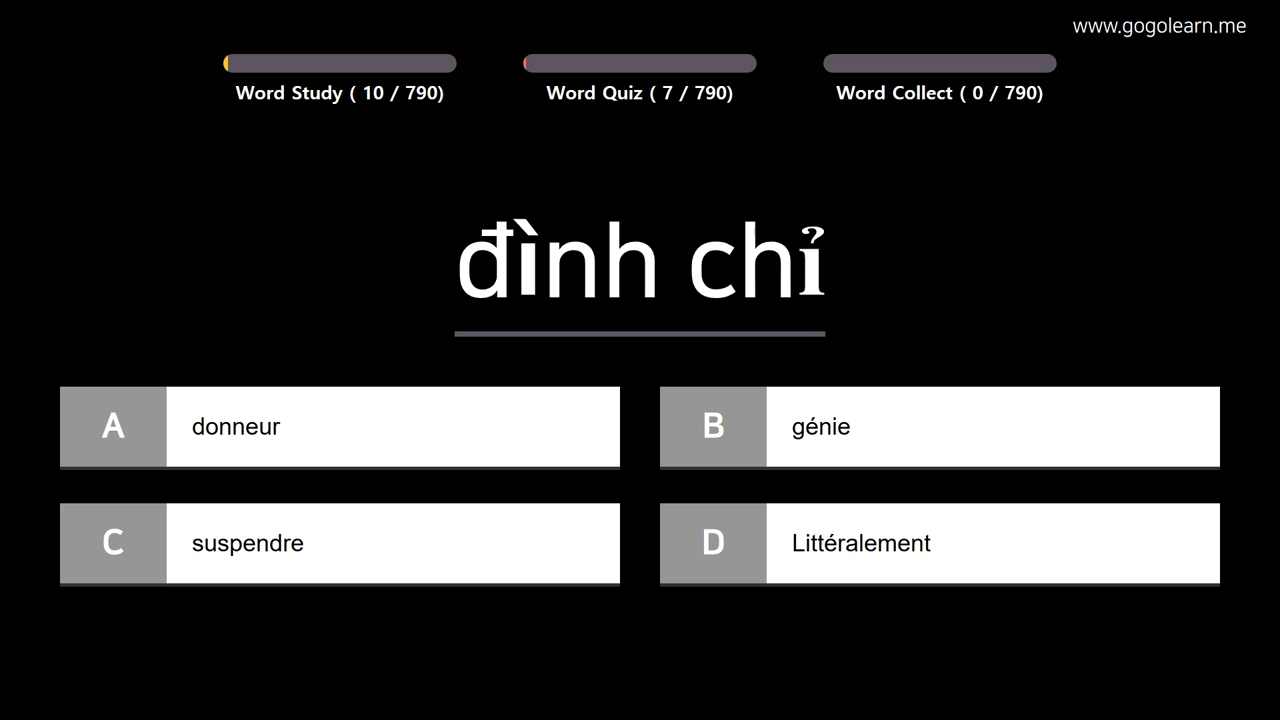 www.gogolearn.me
Word Study ( 10 / 790)
Word Quiz ( 7 / 790)
Word Collect ( 0 / 790)
đình chỉ
A donneur
B génie
C suspendre
D Littéralement